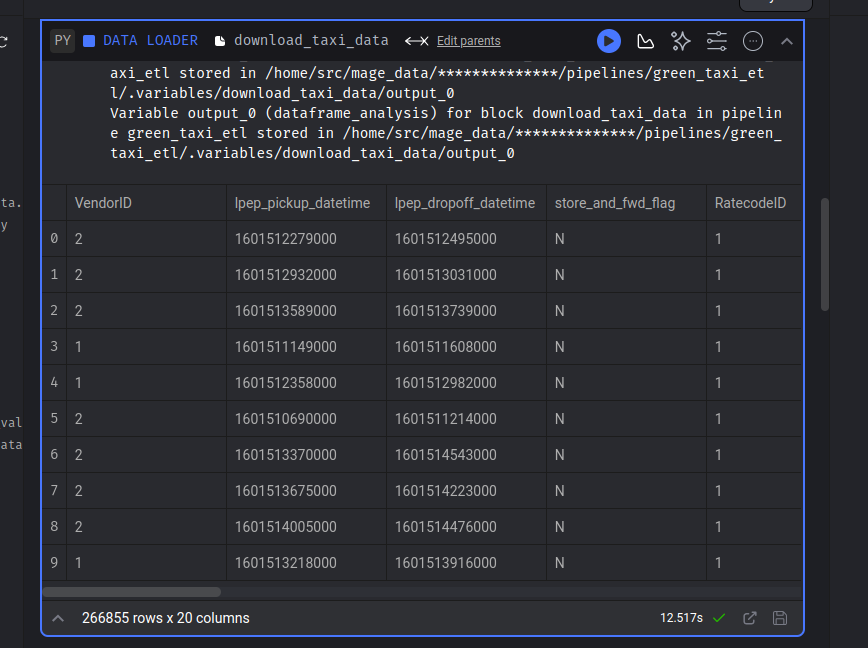 PY DATA LOADER download_taxi_data Edit parents
axi_etl stored in /home/src/mage_data/**************/pipelines/green_taxi_et
l/.variables/download_taxi_data/output_0
Variable output_0 (dataframe_analysis) for block download_taxi_data in pipelin
e green_taxi_etl stored in /home/src/mage_data/**************/pipelines/green_
taxi_etl/.variables/download_taxi_data/output_0
ta.
y
val
ata
VendorID lpep_pickup_datetime lpep_dropoff_datetime store_and_fwd_flag RatecodeID
0 2 1601512279000 1601512495000 N 1
1 2 1601512932000 1601513031000 N 1
2 2 1601513589000 1601513739000 N 1
3 1 1601511149000 1601511608000 N 1
4 1 1601512358000 1601512982000 N 1
5 2 1601510690000 1601511214000 N 1
6 2 1601513370000 1601514543000 N 1
7 2 1601513675000 1601514223000 N 1
8 2 1601514005000 1601514476000 N 1
9 1 1601513218000 1601513916000 N 1
266855 rows x 20 columns 12.517s